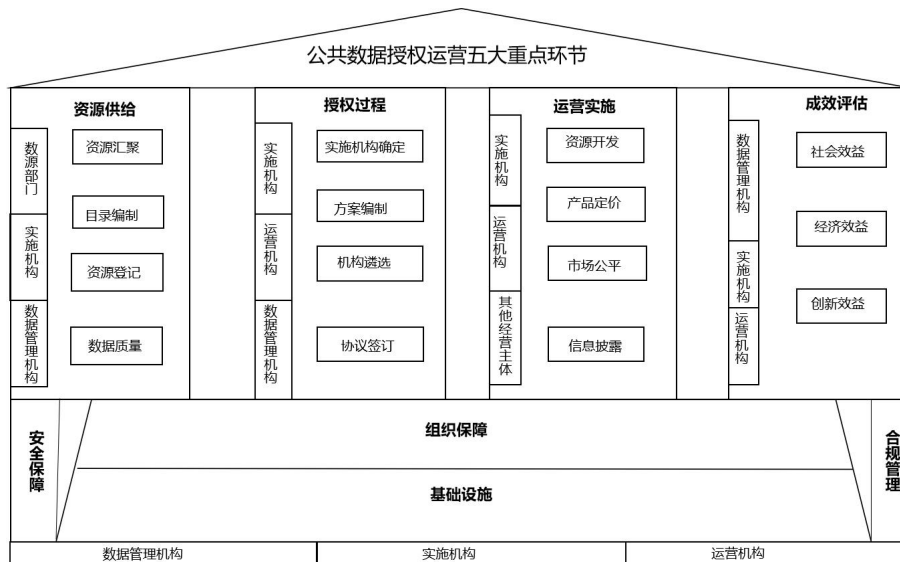 公共数据授权运营五大重点环节
资源供给
数源部门
实施机构
数据管理机构
资源汇聚
目录编制
资源登记
数据质量
授权过程
实施机构
运营机构
数据管理机构
实施机构确定
方案编制
机构遴选
协议签订
运营实施
实施机构
运营机构
其他经营主体
资源开发
产品定价
市场公平
信息披露
成效评估
数据管理机构
实施机构
运营机构
社会效益
经济效益
创新效益
安全保障
组织保障
基础设施
合规管理
数据管理机构
实施机构
运营机构